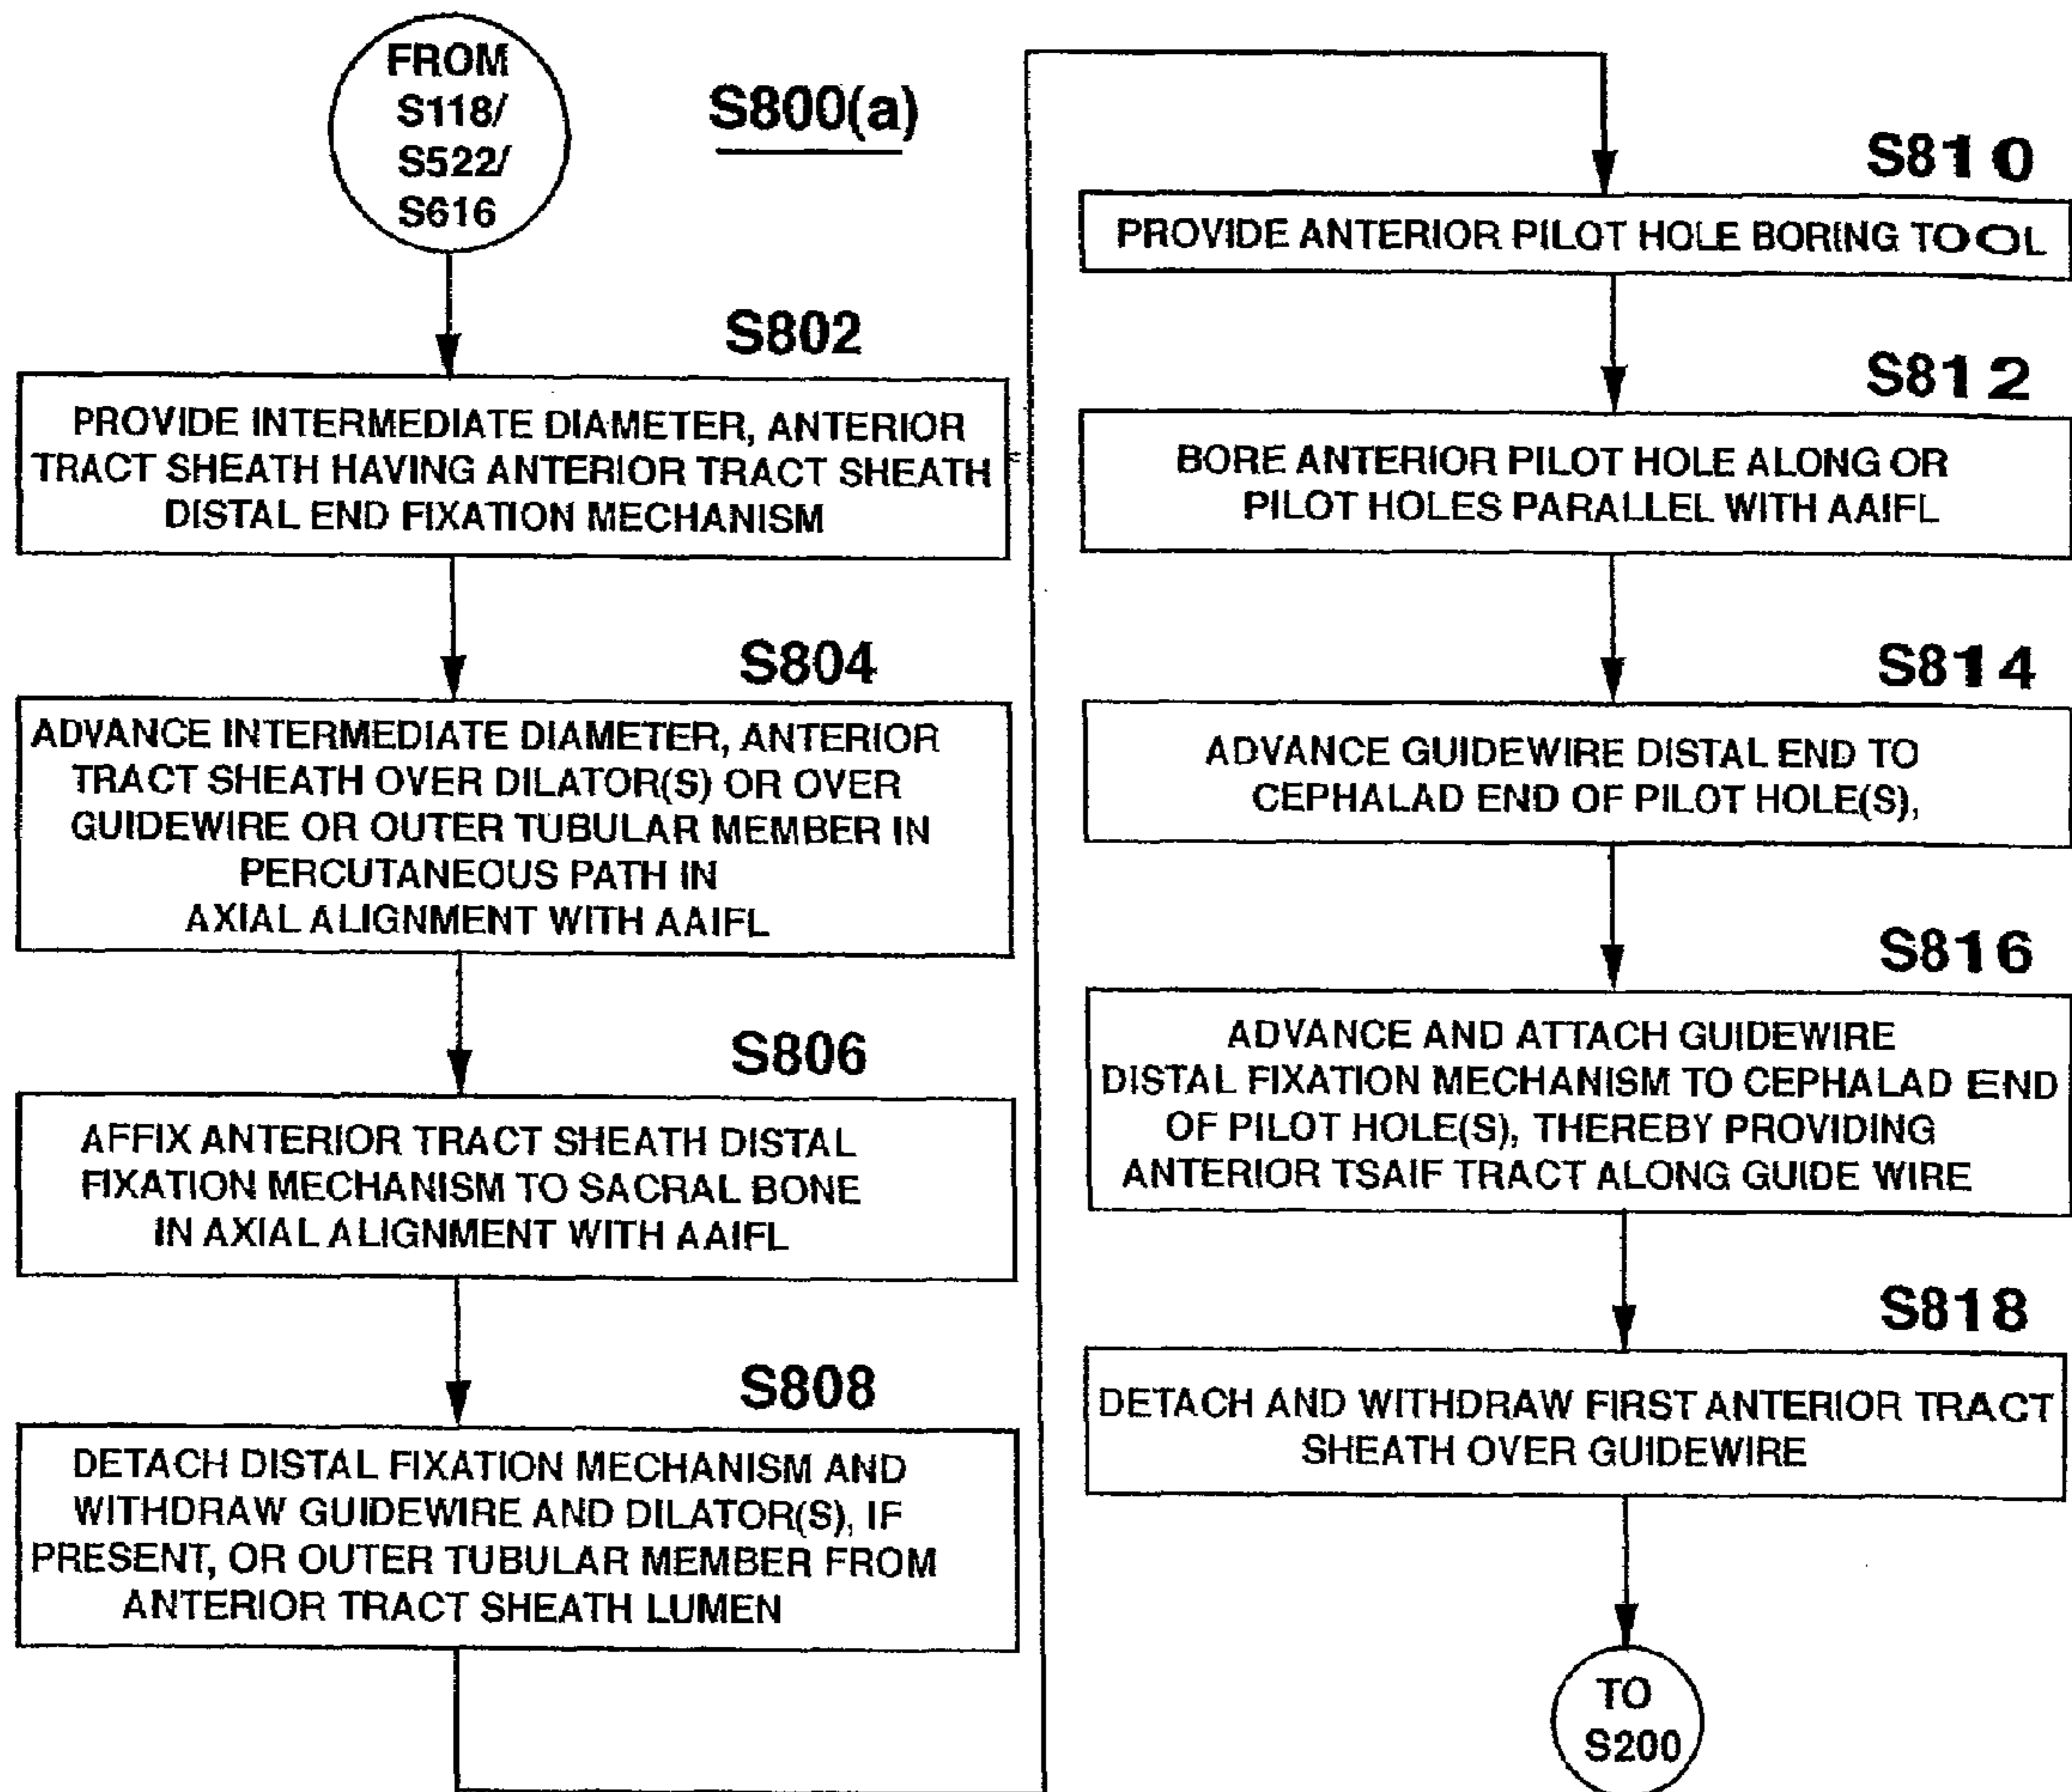 FROM
S118/
S522/
S616
S800(a)
S802
PROVIDE INTERMEDIATE DIAMETER, ANTERIOR
TRACT SHEATH HAVING ANTERIOR TRACT SHEATH
DISTAL END FIXATION MECHANISM
S804
ADVANCE INTERMEDIATE DIAMETER, ANTERIOR
TRACT SHEATH OVER DILATOR(S) OR OVER
GUIDEWIRE OR OUTER TUBULAR MEMBER IN
PERCUTANEOUS PATH IN
AXIAL ALIGNMENT WITH AAIFL
S806
AFFIX ANTERIOR TRACT SHEATH DISTAL
FIXATION MECHANISM TO SACRAL BONE
IN AXIAL ALIGNMENT WITH AAIFL
S808
DETACH DISTAL FIXATION MECHANISM AND
WITHDRAW GUIDEWIRE AND DILATOR(S), IF
PRESENT, OR OUTER TUBULAR MEMBER FROM
ANTERIOR TRACT SHEATH LUMEN
S810
PROVIDE ANTERIOR PILOT HOLE BORING TOOL
S812
BORE ANTERIOR PILOT HOLE ALONG OR
PILOT HOLES PARALLEL WITH AAIFL
S814
ADVANCE GUIDEWIRE DISTAL END TO
CEPHALAD END OF PILOT HOLE(S),
S816
ADVANCE AND ATTACH GUIDEWIRE
DISTAL FIXATION MECHANISM TO CEPHALAD END
OF PILOT HOLE(S), THEREBY PROVIDING
ANTERIOR TSAIF TRACT ALONG GUIDE WIRE
S818
DETACH AND WITHDRAW FIRST ANTERIOR TRACT
SHEATH OVER GUIDEWIRE
TO
S200